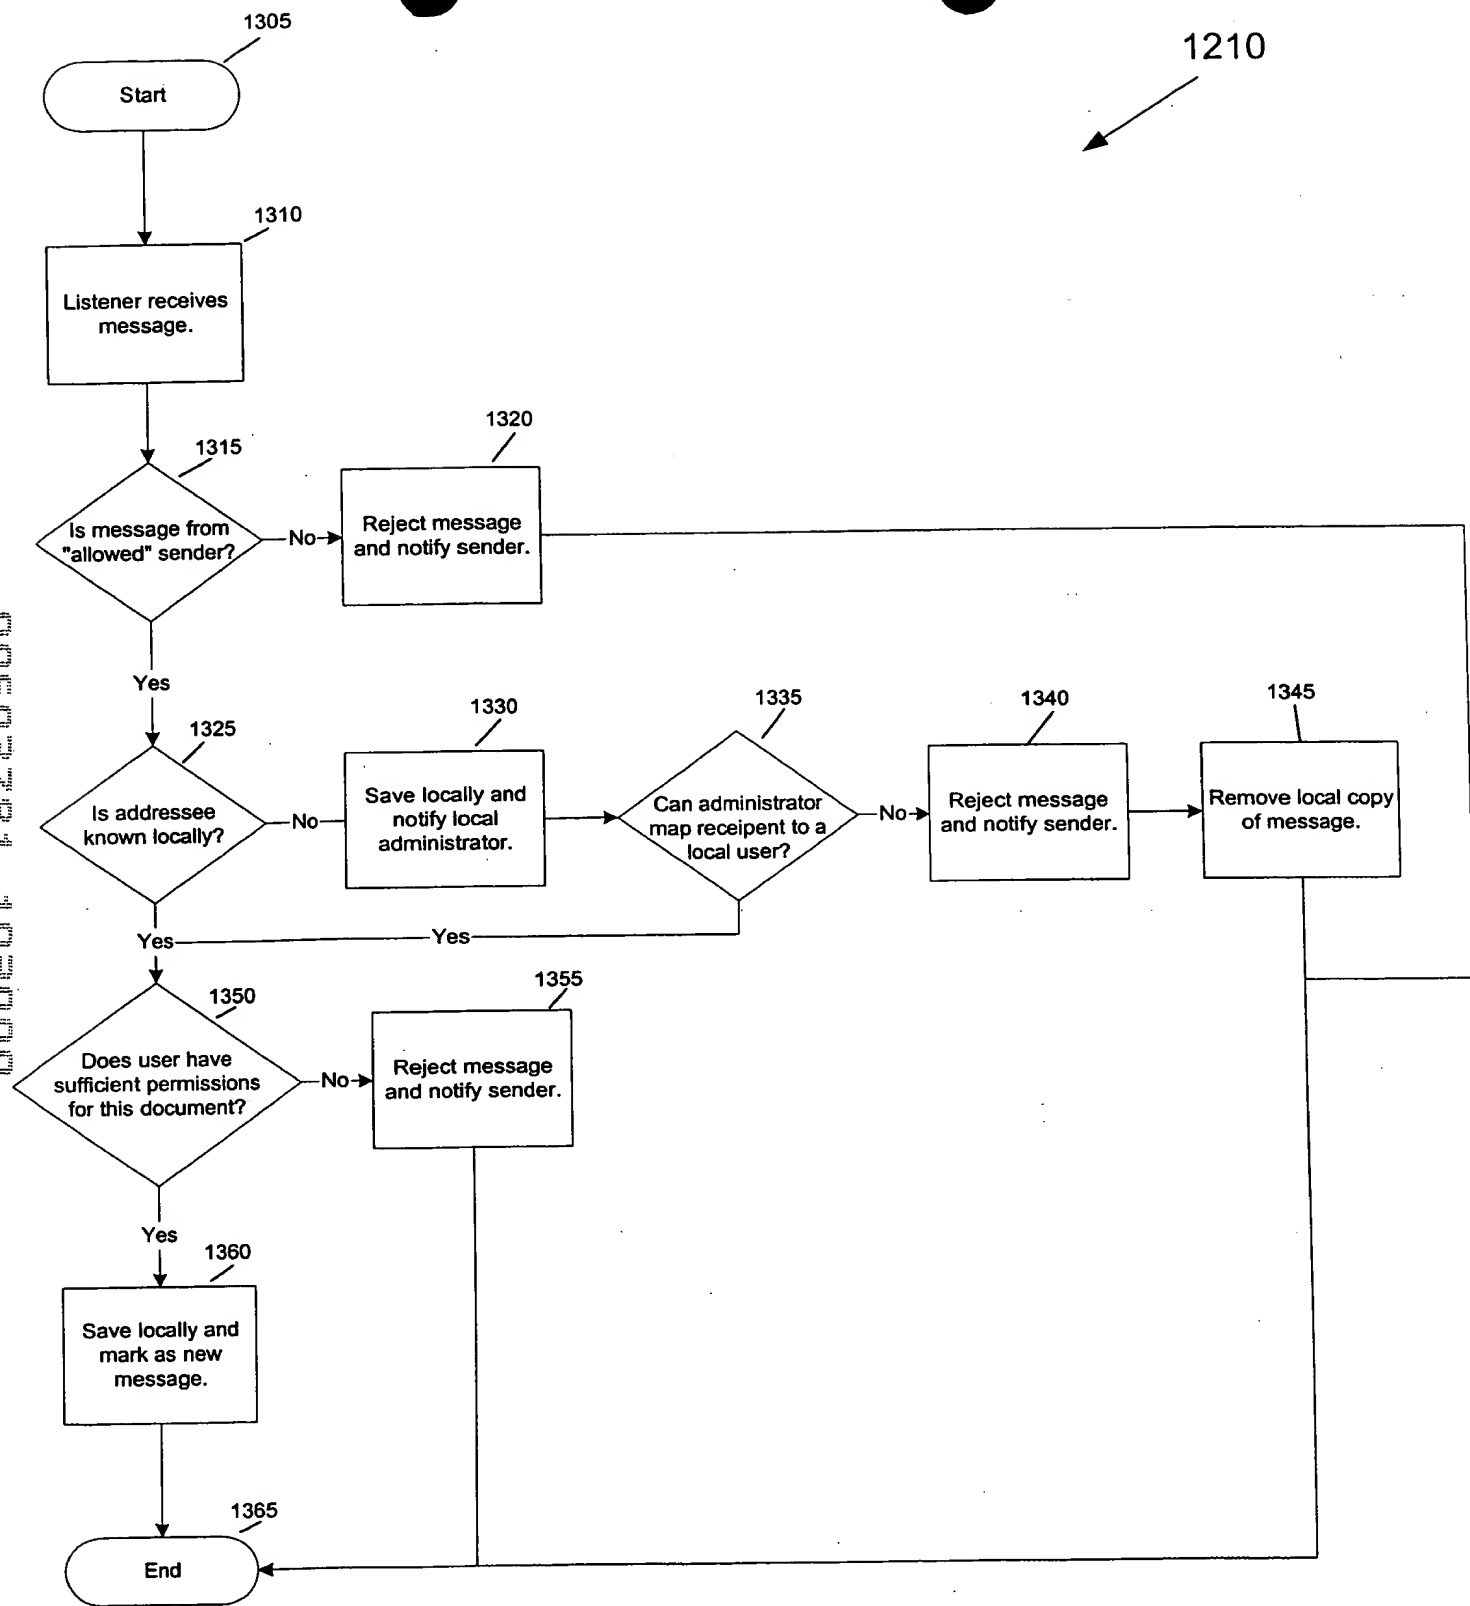 1305
1210
Start
1310
Listener receives
message.
1320
1315
Is message from
"allowed" sender?
No
Reject message
and notify sender.
Yes
1325
1330
1335
1340
1345
Is addressee
known locally?
No
Save locally and
notify local
administrator.
Can administrator
map receipent to a
local user?
No
Reject message
and notify sender.
Remove local copy
of message.
Yes
Yes
1350
1355
Does user have
sufficient permissions
for this document?
No
Reject message
and notify sender.
Yes
1360
Save locally and
mark as new
message.
1365
End